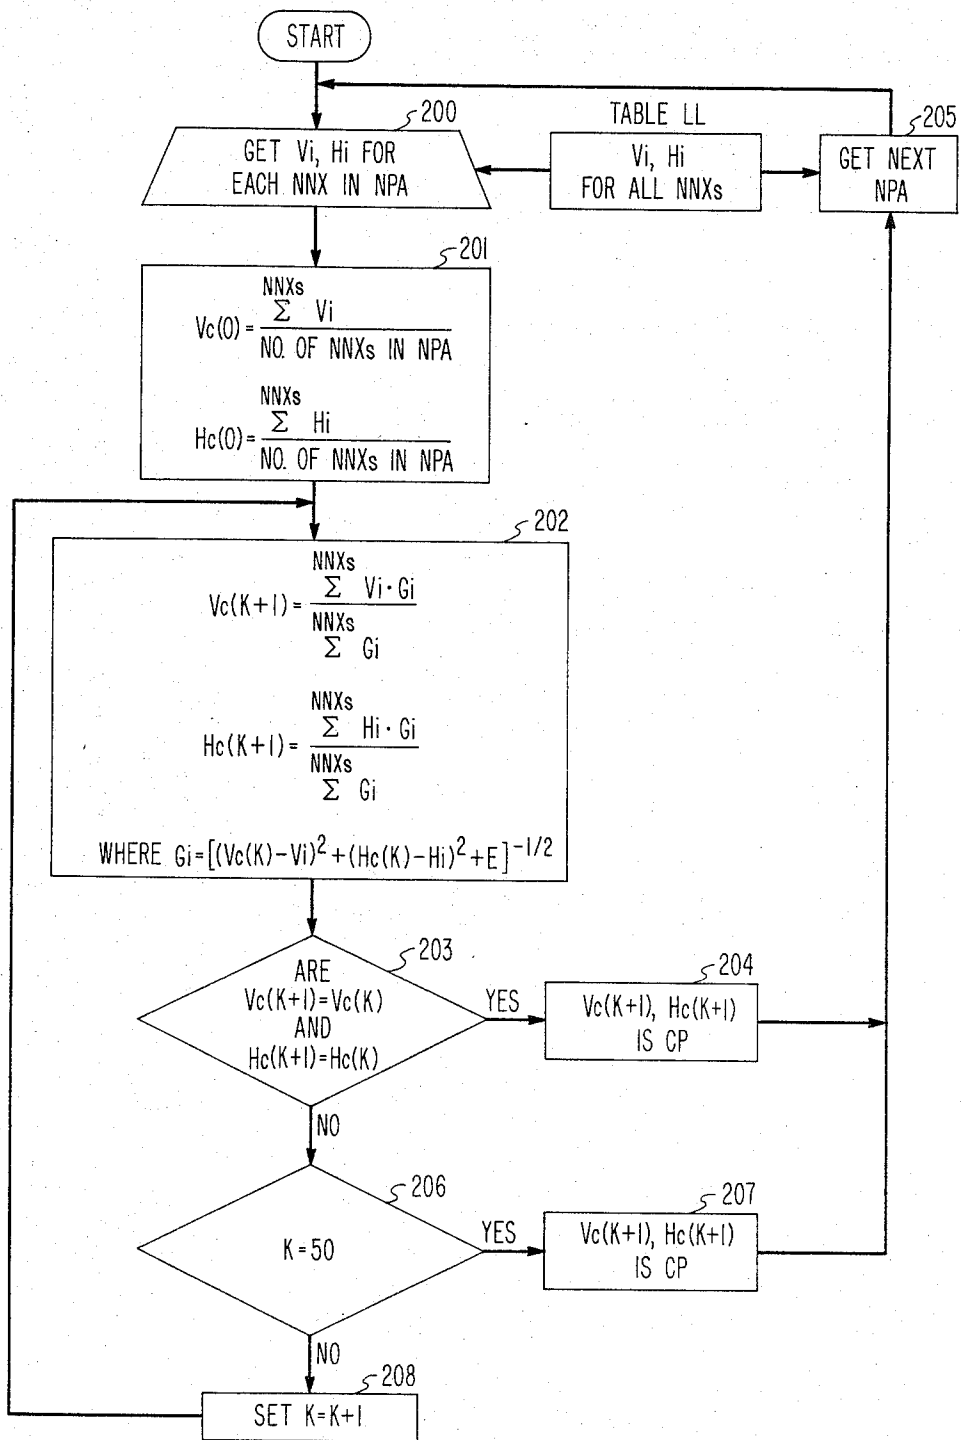 START
TABLE LL
200
205
GET Vi, Hi FOR
EACH NNX IN NPA
Vi, Hi
FOR ALL NNXs
GET NEXT
NPA
201
NNXs
Σ Vi
Vc(0)=
NO. OF NNXs IN NPA
NNXs
Σ Hi
Hc(0)=
NO. OF NNXs IN NPA
202
NNXs
Σ Vi·Gi
Vc(K+1)=
NNXs
Σ Gi
NNXs
Σ Hi·Gi
Hc(K+1)=
NNXs
Σ Gi
WHERE Gi=[(Vc(K)-Vi)²+(Hc(K)-Hi)²+E]^-1/2
203
ARE
Vc(K+1)=Vc(K)
AND
Hc(K+1)=Hc(K)
YES
204
Vc(K+1), Hc(K+1)
IS CP
NO
206
K=50
YES
207
Vc(K+1), Hc(K+1)
IS CP
NO
208
SET K=K+1